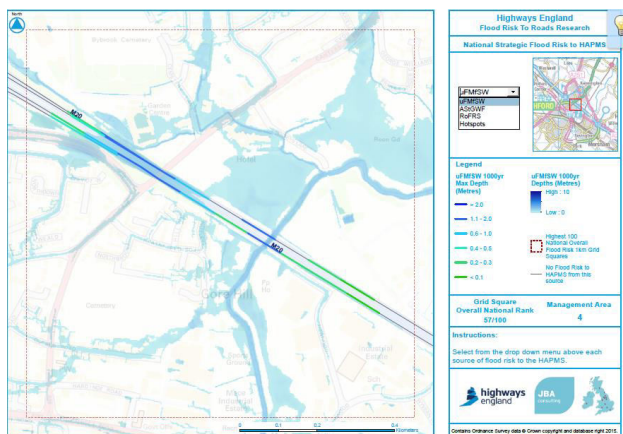 North
M20
Hotel
M20
Industrial
Estate
Industrial
Estate
0
0.1
0.2
0.4
Kilometers
Highways England
Flood Risk To Roads Research
National Strategic Flood Risk to HAPMS
uFMfSW
uFMfSW
AStGWF
RoFRS
Hotspots
Legend
uFMfSW 1000yr
Max Depth
(Metres)
> 2.0
1.1 - 2.0
0.6 - 1.0
0.4 - 0.5
0.2 - 0.3
< 0.1
uFMfSW 1000yr
Depths (Metres)
High : 10
Low : 0
Highest 100
National Overall
Flood Risk 1km Grid
Squares
No Flood Risk to
HAPMS from this
source
Grid Square
Overall National Rank
57/100
Management Area
4
Instructions:
Select from the drop down menu above each
source of flood risk to the HAPMS.
highways
england
JBA
consulting
Contains Ordnance Survey data © Crown copyright and database right 2015.